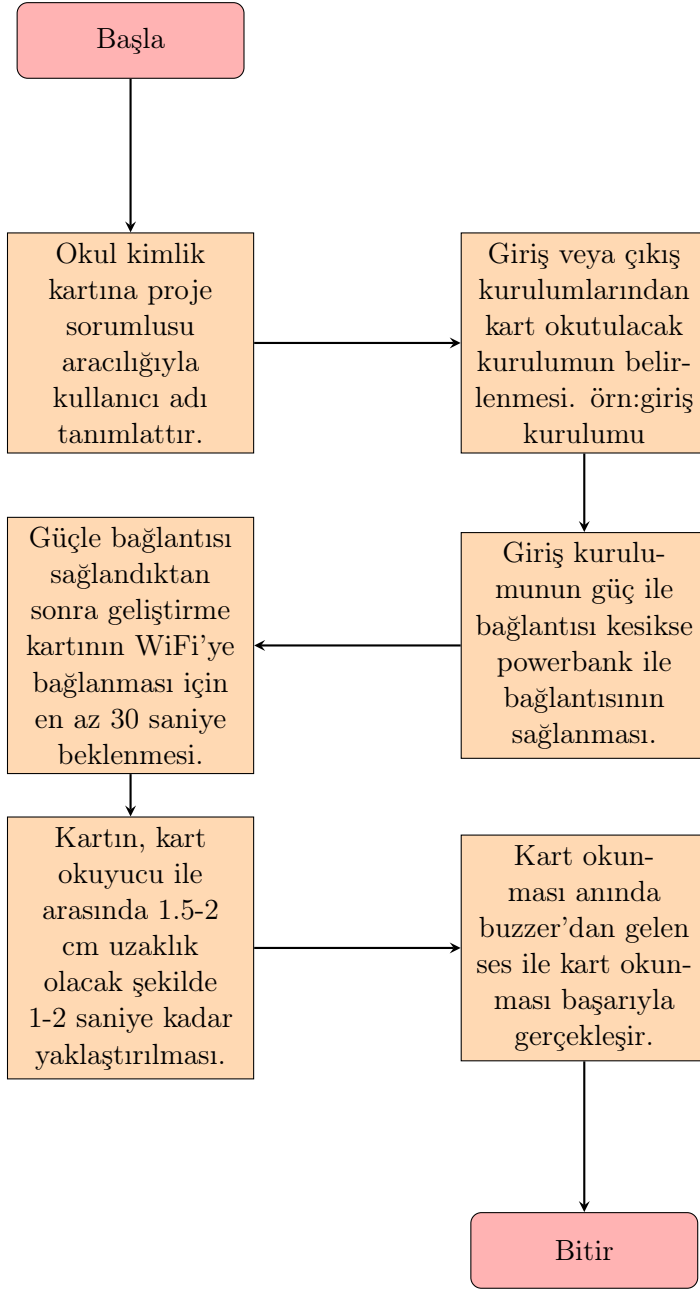 Başla
Okul kimlik
kartına proje
sorumlusu
aracılığıyla
kullanıcı adı
tanımlattır.
Giriş veya çıkış
kurulumlarından
kart okutulacak
kurulumun belir-
lenmesi. örn:giriş
kurulumu
Giriş kurulu-
munun güç ile
bağlantısı kesikse
powerbank ile
bağlantısının
sağlanması.
Güçle bağlantısı
sağlandıktan
sonra geliştirme
kartının WiFi'ye
bağlanması için
en az 30 saniye
beklenmesi.
Kartın, kart
okuyucu ile
arasında 1.5-2
cm uzaklık
olacak şekilde
1-2 saniye kadar
yaklaştırılması.
Kart okun-
ması anında
buzzer'dan gelen
ses ile kart okun-
ması başarıyla
gerçekleşir.
Bitir